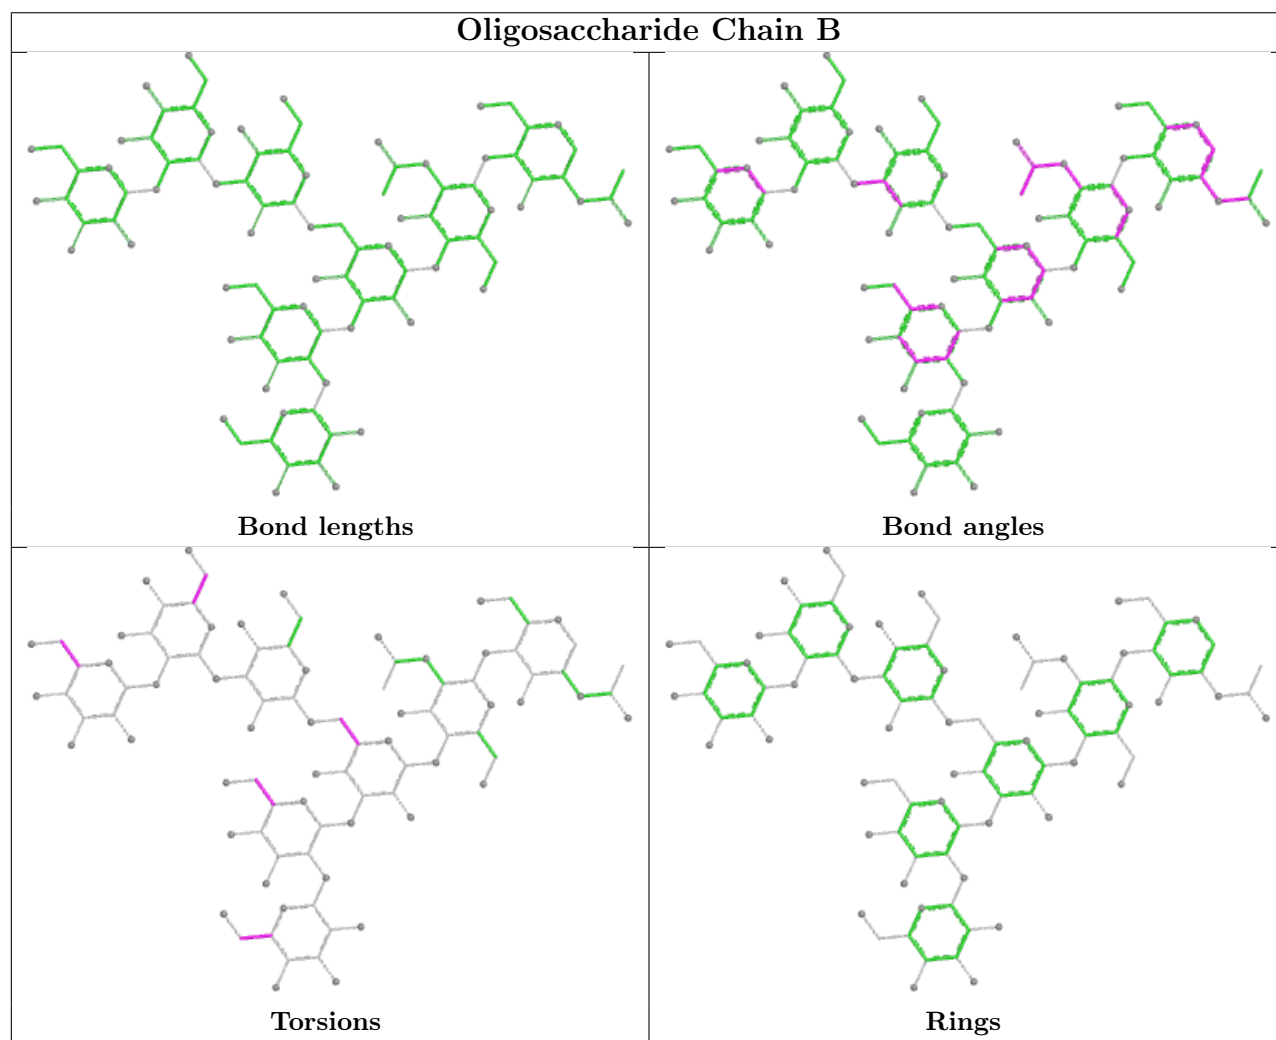 Oligosaccharide Chain B
Bond lengths
Bond angles
Torsions
Rings